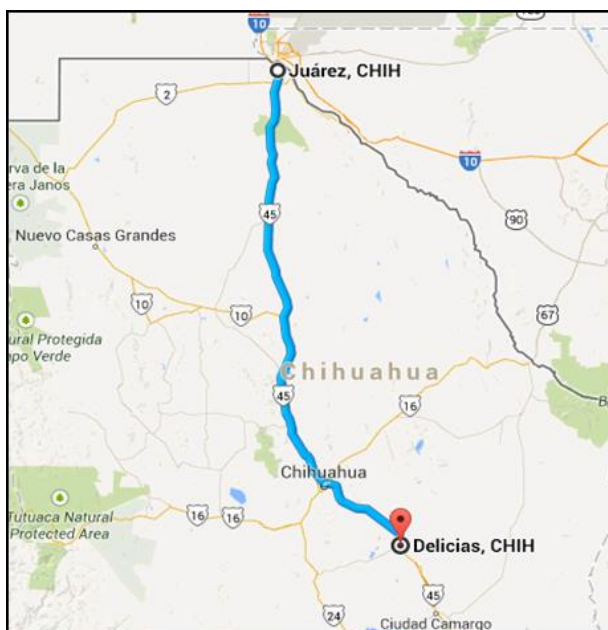 10
Juárez, CHIH
2
10
rva de la
era Janos
45
90
Nuevo Casas Grandes
10
10
67
ural Protegida
po Verde
Chihuahua
45
16
B
Chihuahua
Tutuaca Natural
Protected Area
16
16
Delicias, CHIH
45
24
Ciudad Camargo